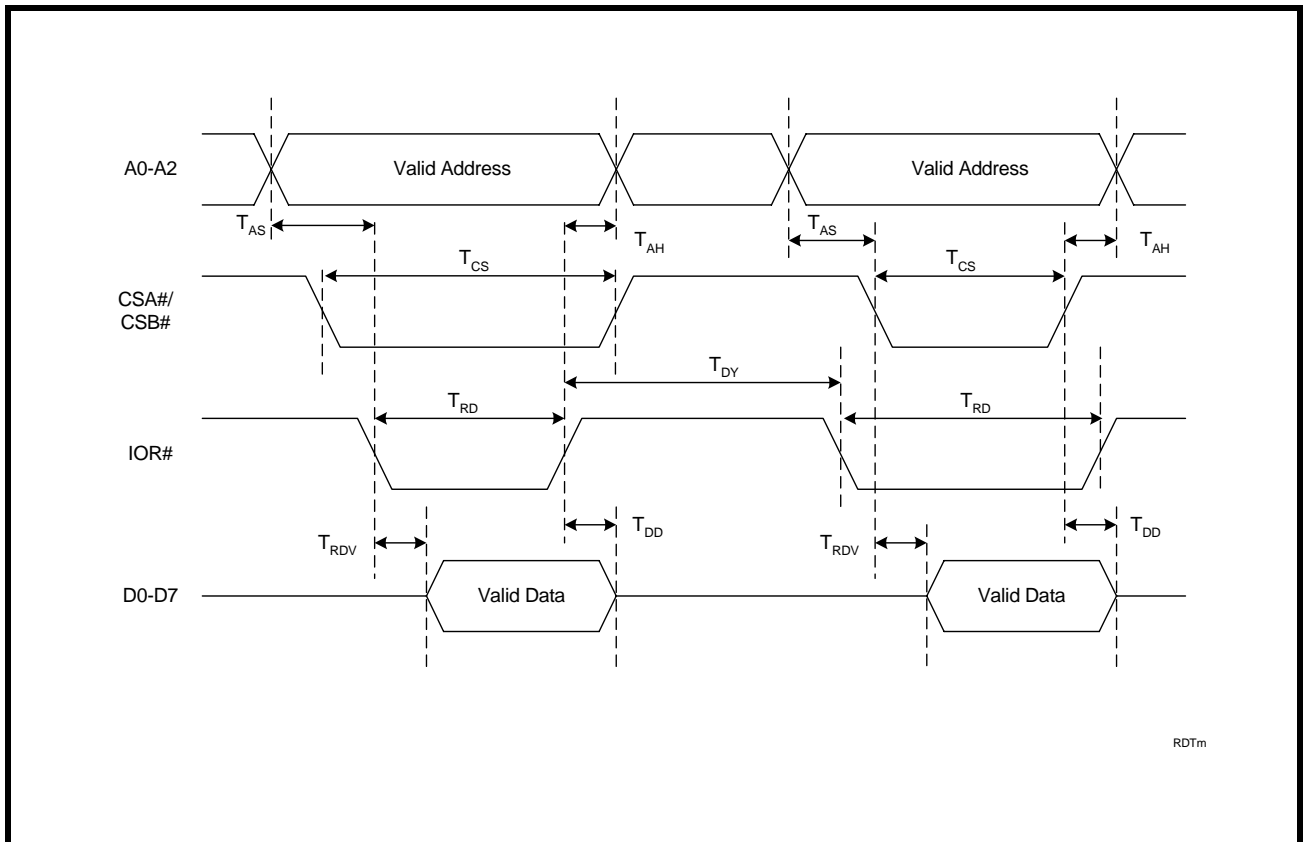 A0-A2
Valid Address
Valid Address
TAS
TAH
TAS
TAH
TCS
TCS
CSA#/
CSB#
TDY
TRD
TRD
IOR#
TRDV
TDD
TRDV
TDD
D0-D7
Valid Data
Valid Data
RDTm